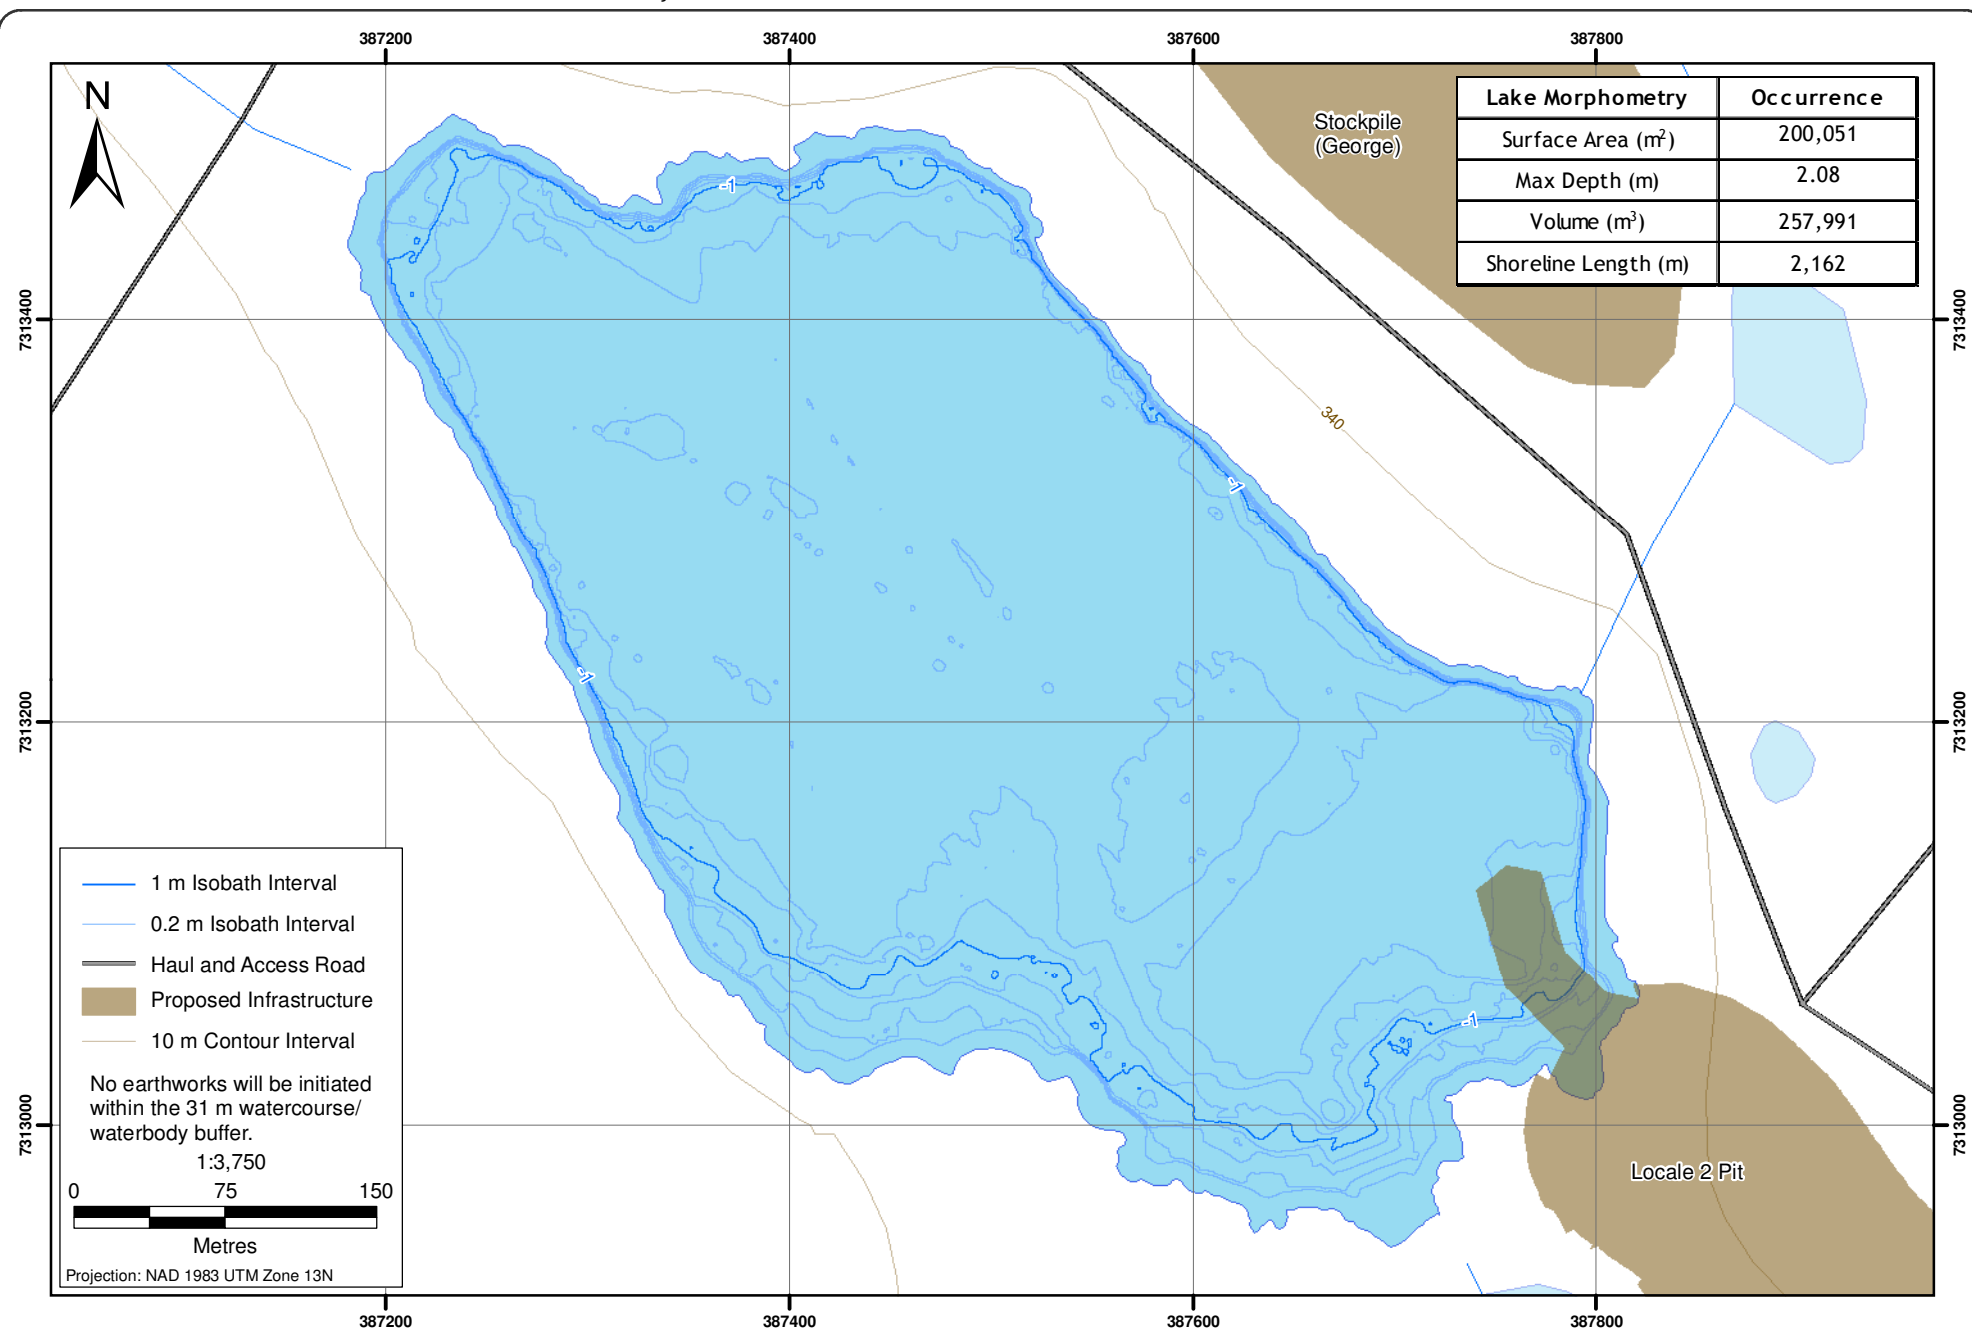 387200
387400
387600
387800
N
Lake Morphometry Occurrence
Surface Area (m²) 200,051
Max Depth (m) 2.08
Volume (m³) 257,991
Shoreline Length (m) 2,162
Stockpile
(George)
-1
7313400
7313400
340
-1
-1
7313200
7313200
1 m Isobath Interval
0.2 m Isobath Interval
Haul and Access Road
Proposed Infrastructure
10 m Contour Interval
No earthworks will be initiated
within the 31 m watercourse/
waterbody buffer.
1:3,750
0 75 150
Metres
Projection: NAD 1983 UTM Zone 13N
-1
7313000
7313000
Locale 2 Pit
387200
387400
387600
387800